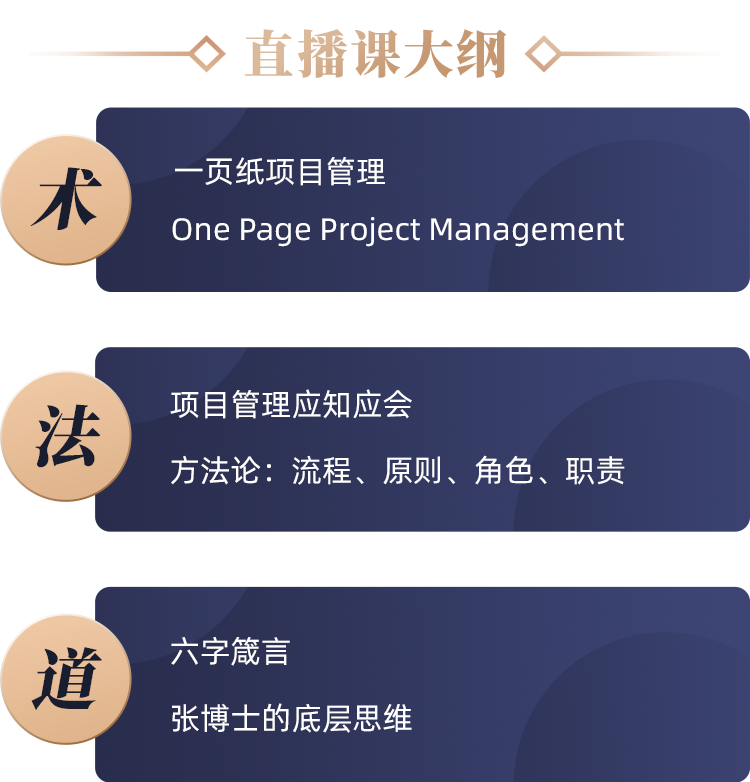 直播课大纲
术
一页纸项目管理
One Page Project Management
法
项目管理应知应会
方法论：流程、原则、角色、职责
道
六字箴言
张博士的底层思维